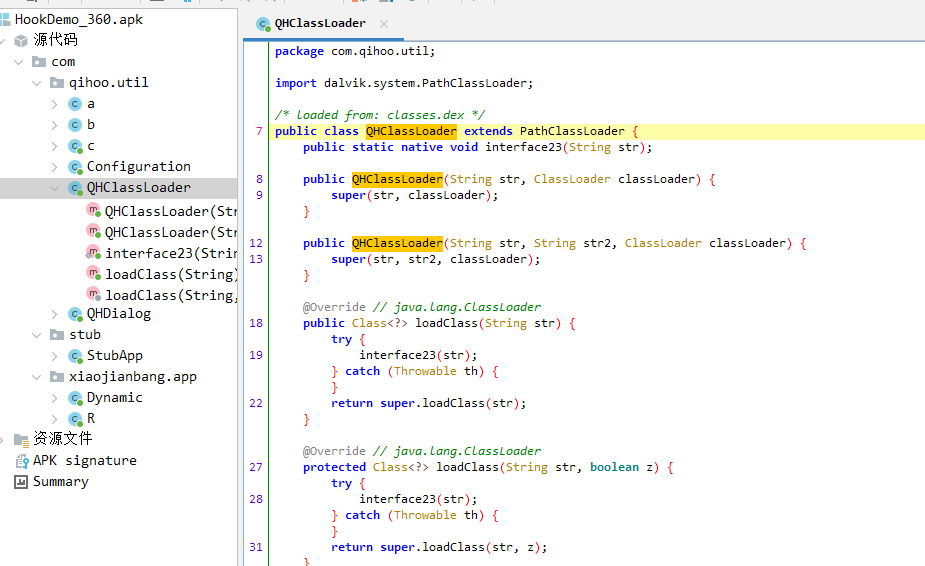 HookDemo_360.apk
源代码
com
qihoo.util
a
b
c
Configuration
QHClassLoader
QHClassLoader(Str
QHClassLoader(Str
interface23(Strin
loadClass(String)
loadClass(String,
QHDialog
stub
StubApp
xiaojianbang.app
Dynamic
R
资源文件
APK signature
Summary
QHClassLoader
package com.qihoo.util;
import dalvik.system.PathClassLoader;
/* loaded from: classes.dex */
7 public class QHClassLoader extends PathClassLoader {
public static native void interface23(String str);
8 public QHClassLoader(String str, ClassLoader classLoader) {
9 super(str, classLoader);
}
12 public QHClassLoader(String str, String str2, ClassLoader classLoader) {
13 super(str, str2, classLoader);
}
@Override // java.lang.ClassLoader
18 public Class<?> loadClass(String str) {
try {
19 interface23(str);
} catch (Throwable th) {
}
22 return super.loadClass(str);
}
@Override // java.lang.ClassLoader
27 protected Class<?> loadClass(String str, boolean z) {
try {
28 interface23(str);
} catch (Throwable th) {
}
31 return super.loadClass(str, z);
}